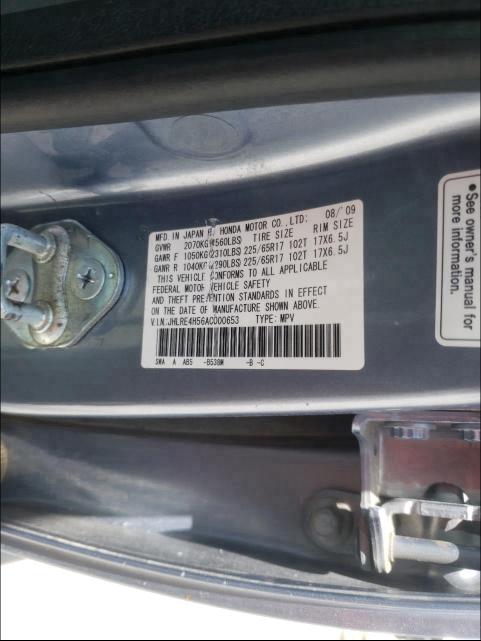 MFD. IN JAPAN BY HONDA MOTOR CO., LTD: 08/'09
GVWR 2078KG(4560LBS) TIRE SIZE RIM SIZE
GAWR F 1050KG(2310LBS) 225/65R17 102T 17X6.5J
GAWR R 1040KG(2290LBS) 225/65R17 102T 17X6.5J
THIS VEHICLE CONFORMS TO ALL APPLICABLE
FEDERAL MOTOR VEHICLE SAFETY
AND THEFT PREVENTION STANDARDS IN EFFECT
ON THE DATE OF MANUFACTURE SHOWN ABOVE.
V.I.N.:JHLRE4H56AC000653 TYPE: MPV
SWA A ABS -B538M -B -C
•See owner's manual for
more information.